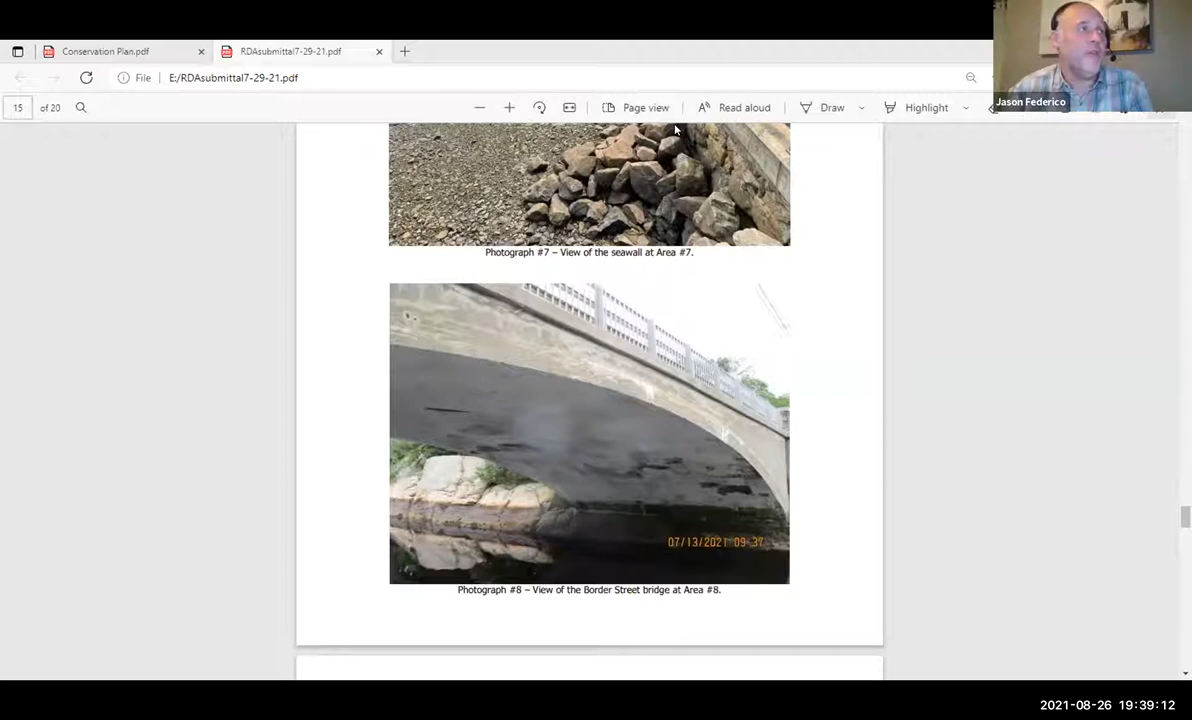 Conservation Plan.pdf
RDAsubmittal7-29-21.pdf
File E:/RDAsubmittal7-29-21.pdf
15 of 20
Page view
Read aloud
Draw
Highlight
Jason Federico
Photograph #7 – View of the seawall at Area #7.
07/13/2021 09:37
Photograph #8 – View of the Border Street bridge at Area #8.
2021-08-26 19:39:12